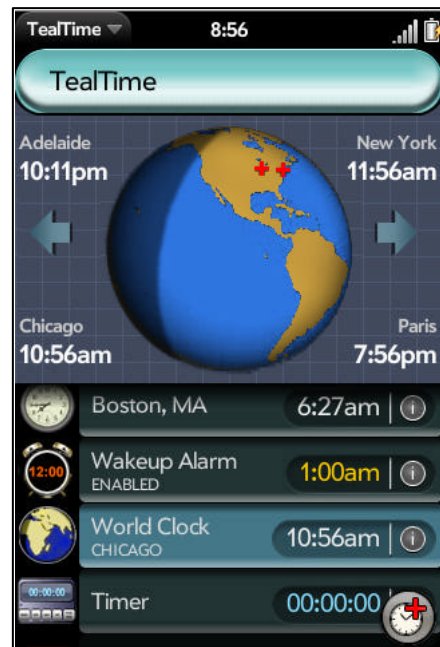 TealTime 8:56
TealTime
Adelaide New York
10:11pm 11:56am
Chicago Paris
10:56am 7:56pm
Boston, MA 6:27am
Wakeup Alarm 1:00am
ENABLED
12:00
World Clock 10:56am
CHICAGO
00:00:00
Timer 00:00:00